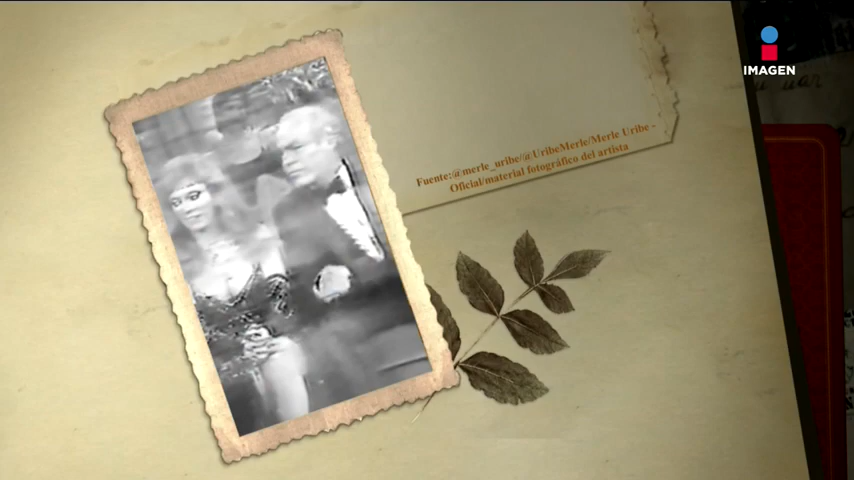 IMAGEN
Fuente:@merle_uribe/@UribeMerle/Merle Uribe -
Oficial/material fotográfico del artista